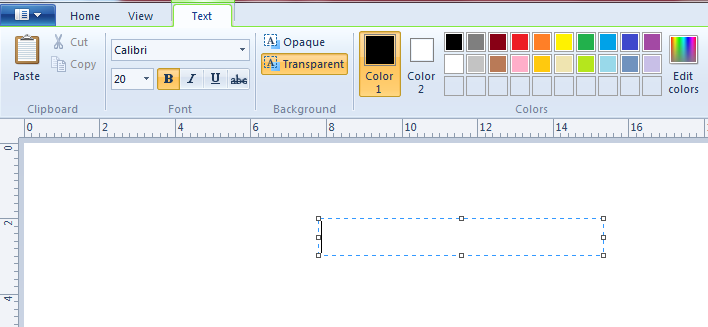 Home View Text
Paste
Cut
Copy
Clipboard
Calibri
20 B I U abc
Font
Opaque
Transparent
Background
Color 1
Color 2
Edit colors
Colors
0 2 4 6 8 10 12 14 16
0
2
4